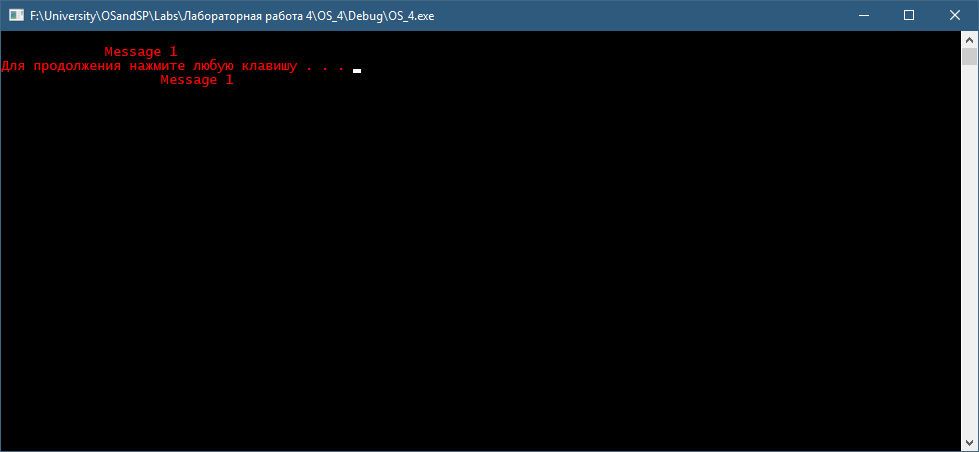 F:\University\OSandSP\Labs\Лабораторная работа 4\OS_4\Debug\OS_4.exe
Message 1
Для продолжения нажмите любую клавишу . . .
Message 1